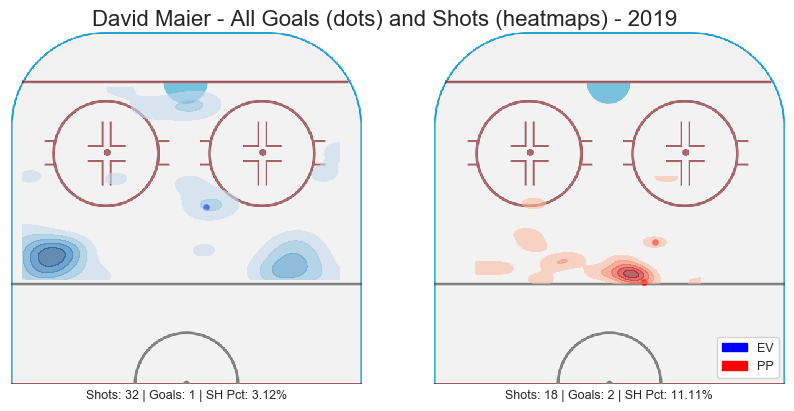 David Maier - All Goals (dots) and Shots (heatmaps) - 2019
EV
PP
Shots: 32 | Goals: 1 | SH Pct: 3.12%
Shots: 18 | Goals: 2 | SH Pct: 11.11%